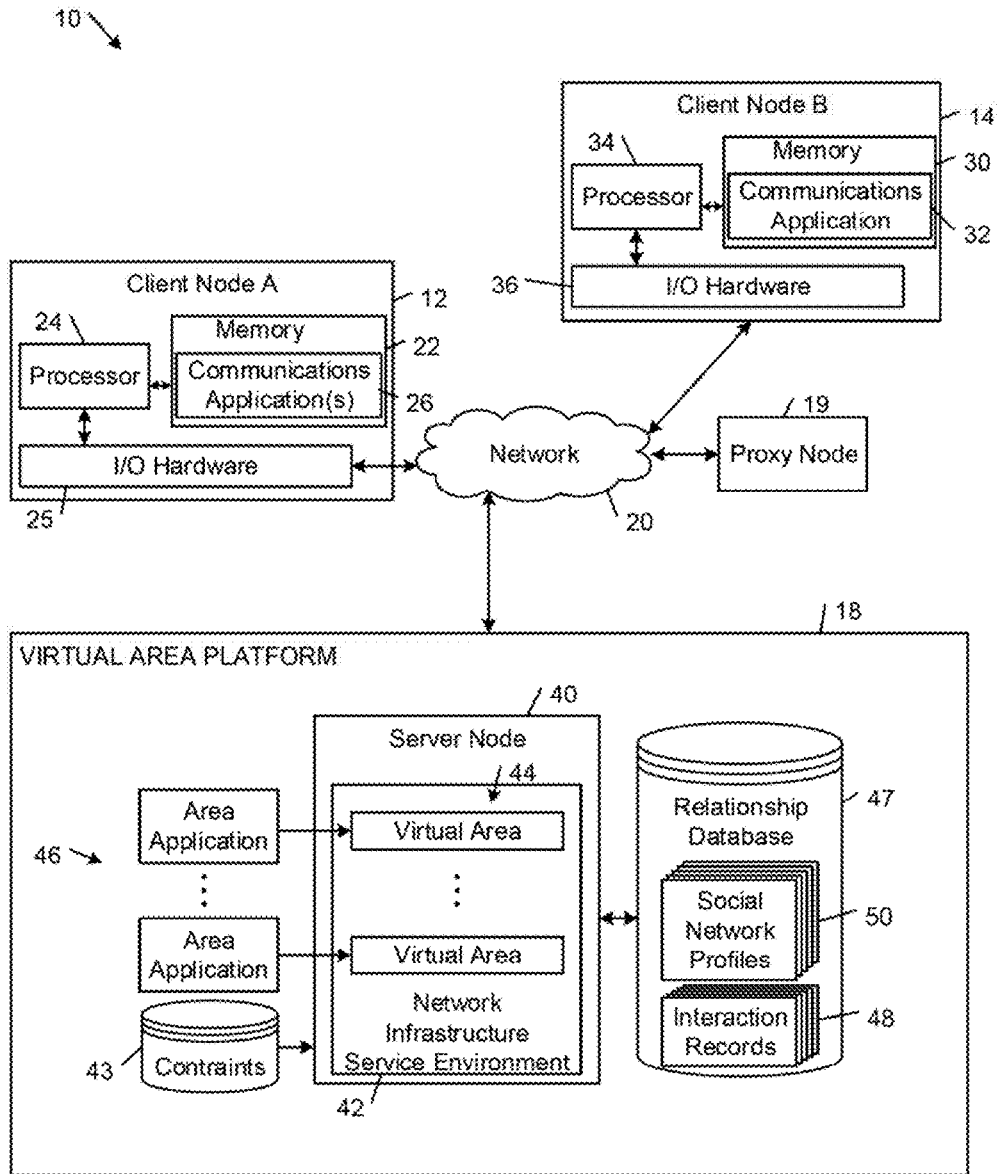 10
Client Node B
14
34
Memory
30
Processor
Communications
Application
32
36
I/O Hardware
Client Node A
12
24
Memory
22
Processor
Communications
Application(s)
26
I/O Hardware
25
Network
20
19
Proxy Node
18
VIRTUAL AREA PLATFORM
40
Server Node
44
47
Area
Application
Virtual Area
Relationship
Database
46
Social
Network
Profiles
50
Area
Application
Virtual Area
Network
Infrastructure
Service Environment
Interaction
Records
48
43
Contraints
42